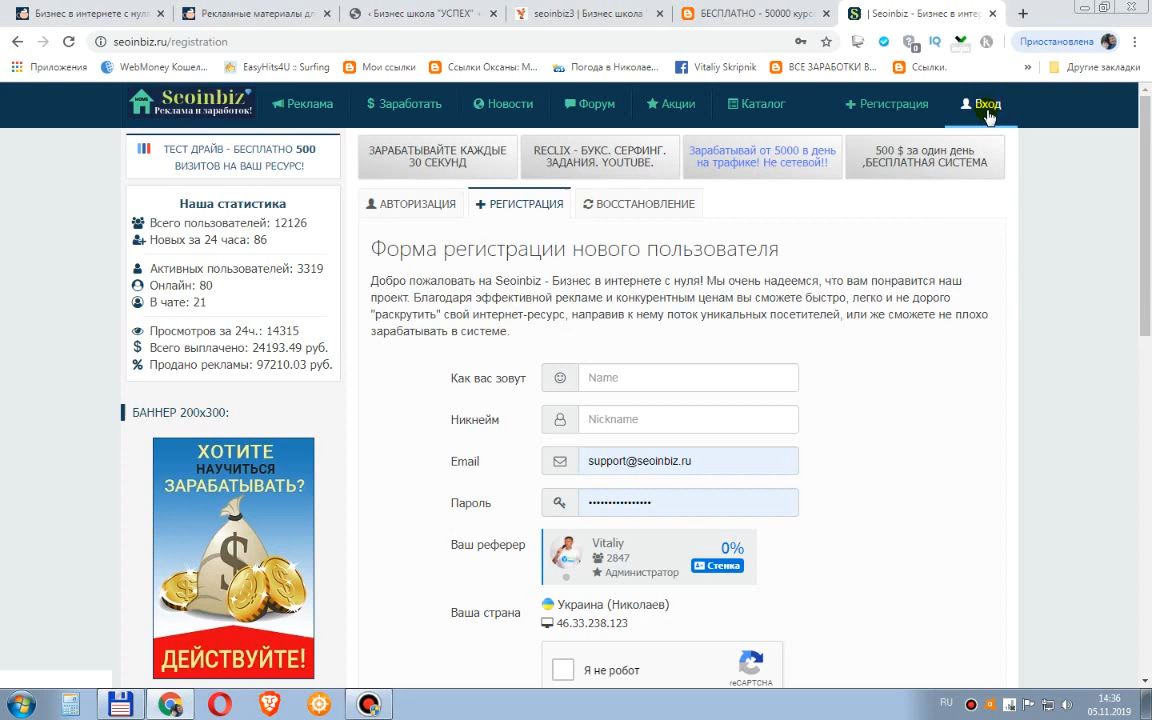 Бизнес в интернете с нуля
Рекламные материалы дл
‹ Бизнес школа "УСПЕХ"
seoinbiz3 | Бизнес школа
БЕСПЛАТНО - 50000 курс
| Seoinbiz - Бизнес в инте
seoinbiz.ru/registration
Приостановлена
Приложения
WebMoney Кошел...
EasyHits4U :: Surfing
Мои ссылки
Ссылки Оксаны: М...
Погода в Николае...
Vitaliy Skripnik
ВСЕ ЗАРАБОТКИ В...
Ссылки.
»
Другие закладки
HOME
Seoinbiz
Реклама и заработок!
Реклама
$ Заработать
Новости
Форум
Акции
Каталог
Регистрация
Вход
ТЕСТ ДРАЙВ - БЕСПЛАТНО 500
ВИЗИТОВ НА ВАШ РЕСУРС!
ЗАРАБАТЫВАЙТЕ КАЖДЫЕ
30 СЕКУНД
RECLIX - БУКС. СЕРФИНГ.
ЗАДАНИЯ. YOUTUBE.
Зарабатывай от 5000 в день
на трафике! Не сетевой!!
500 $ за один день
,БЕСПЛАТНАЯ СИСТЕМА
Наша статистика
Всего пользователей: 12126
Новых за 24 часа: 86
Активных пользователей: 3319
Онлайн: 80
В чате: 21
Просмотров за 24ч.: 14315
$ Всего выплачено: 24193.49 руб.
% Продано рекламы: 97210.03 руб.
БАННЕР 200x300:
ХОТИТЕ
НАУЧИТЬСЯ
ЗАРАБАТЫВАТЬ?
$
ДЕЙСТВУЙТЕ!
АВТОРИЗАЦИЯ
РЕГИСТРАЦИЯ
ВОССТАНОВЛЕНИЕ
Форма регистрации нового пользователя
Добро пожаловать на Seoinbiz - Бизнес в интернете с нуля! Мы очень надеемся, что вам понравится наш
проект. Благодаря эффективной рекламе и конкурентным ценам вы сможете быстро, легко и не дорого
"раскрутить" свой интернет-ресурс, направив к нему поток уникальных посетителей, или же сможете не плохо
зарабатывать в системе.
Как вас зовут
Name
Никнейм
Nickname
Email
support@seoinbiz.ru
Пароль
••••••••••••••••
Ваш реферер
Vitaliy
2847
Администратор
0%
Стенка
Ваша страна
Украина (Николаев)
46.33.238.123
Я не робот
reCAPTCHA
RU
14:36
05.11.2019